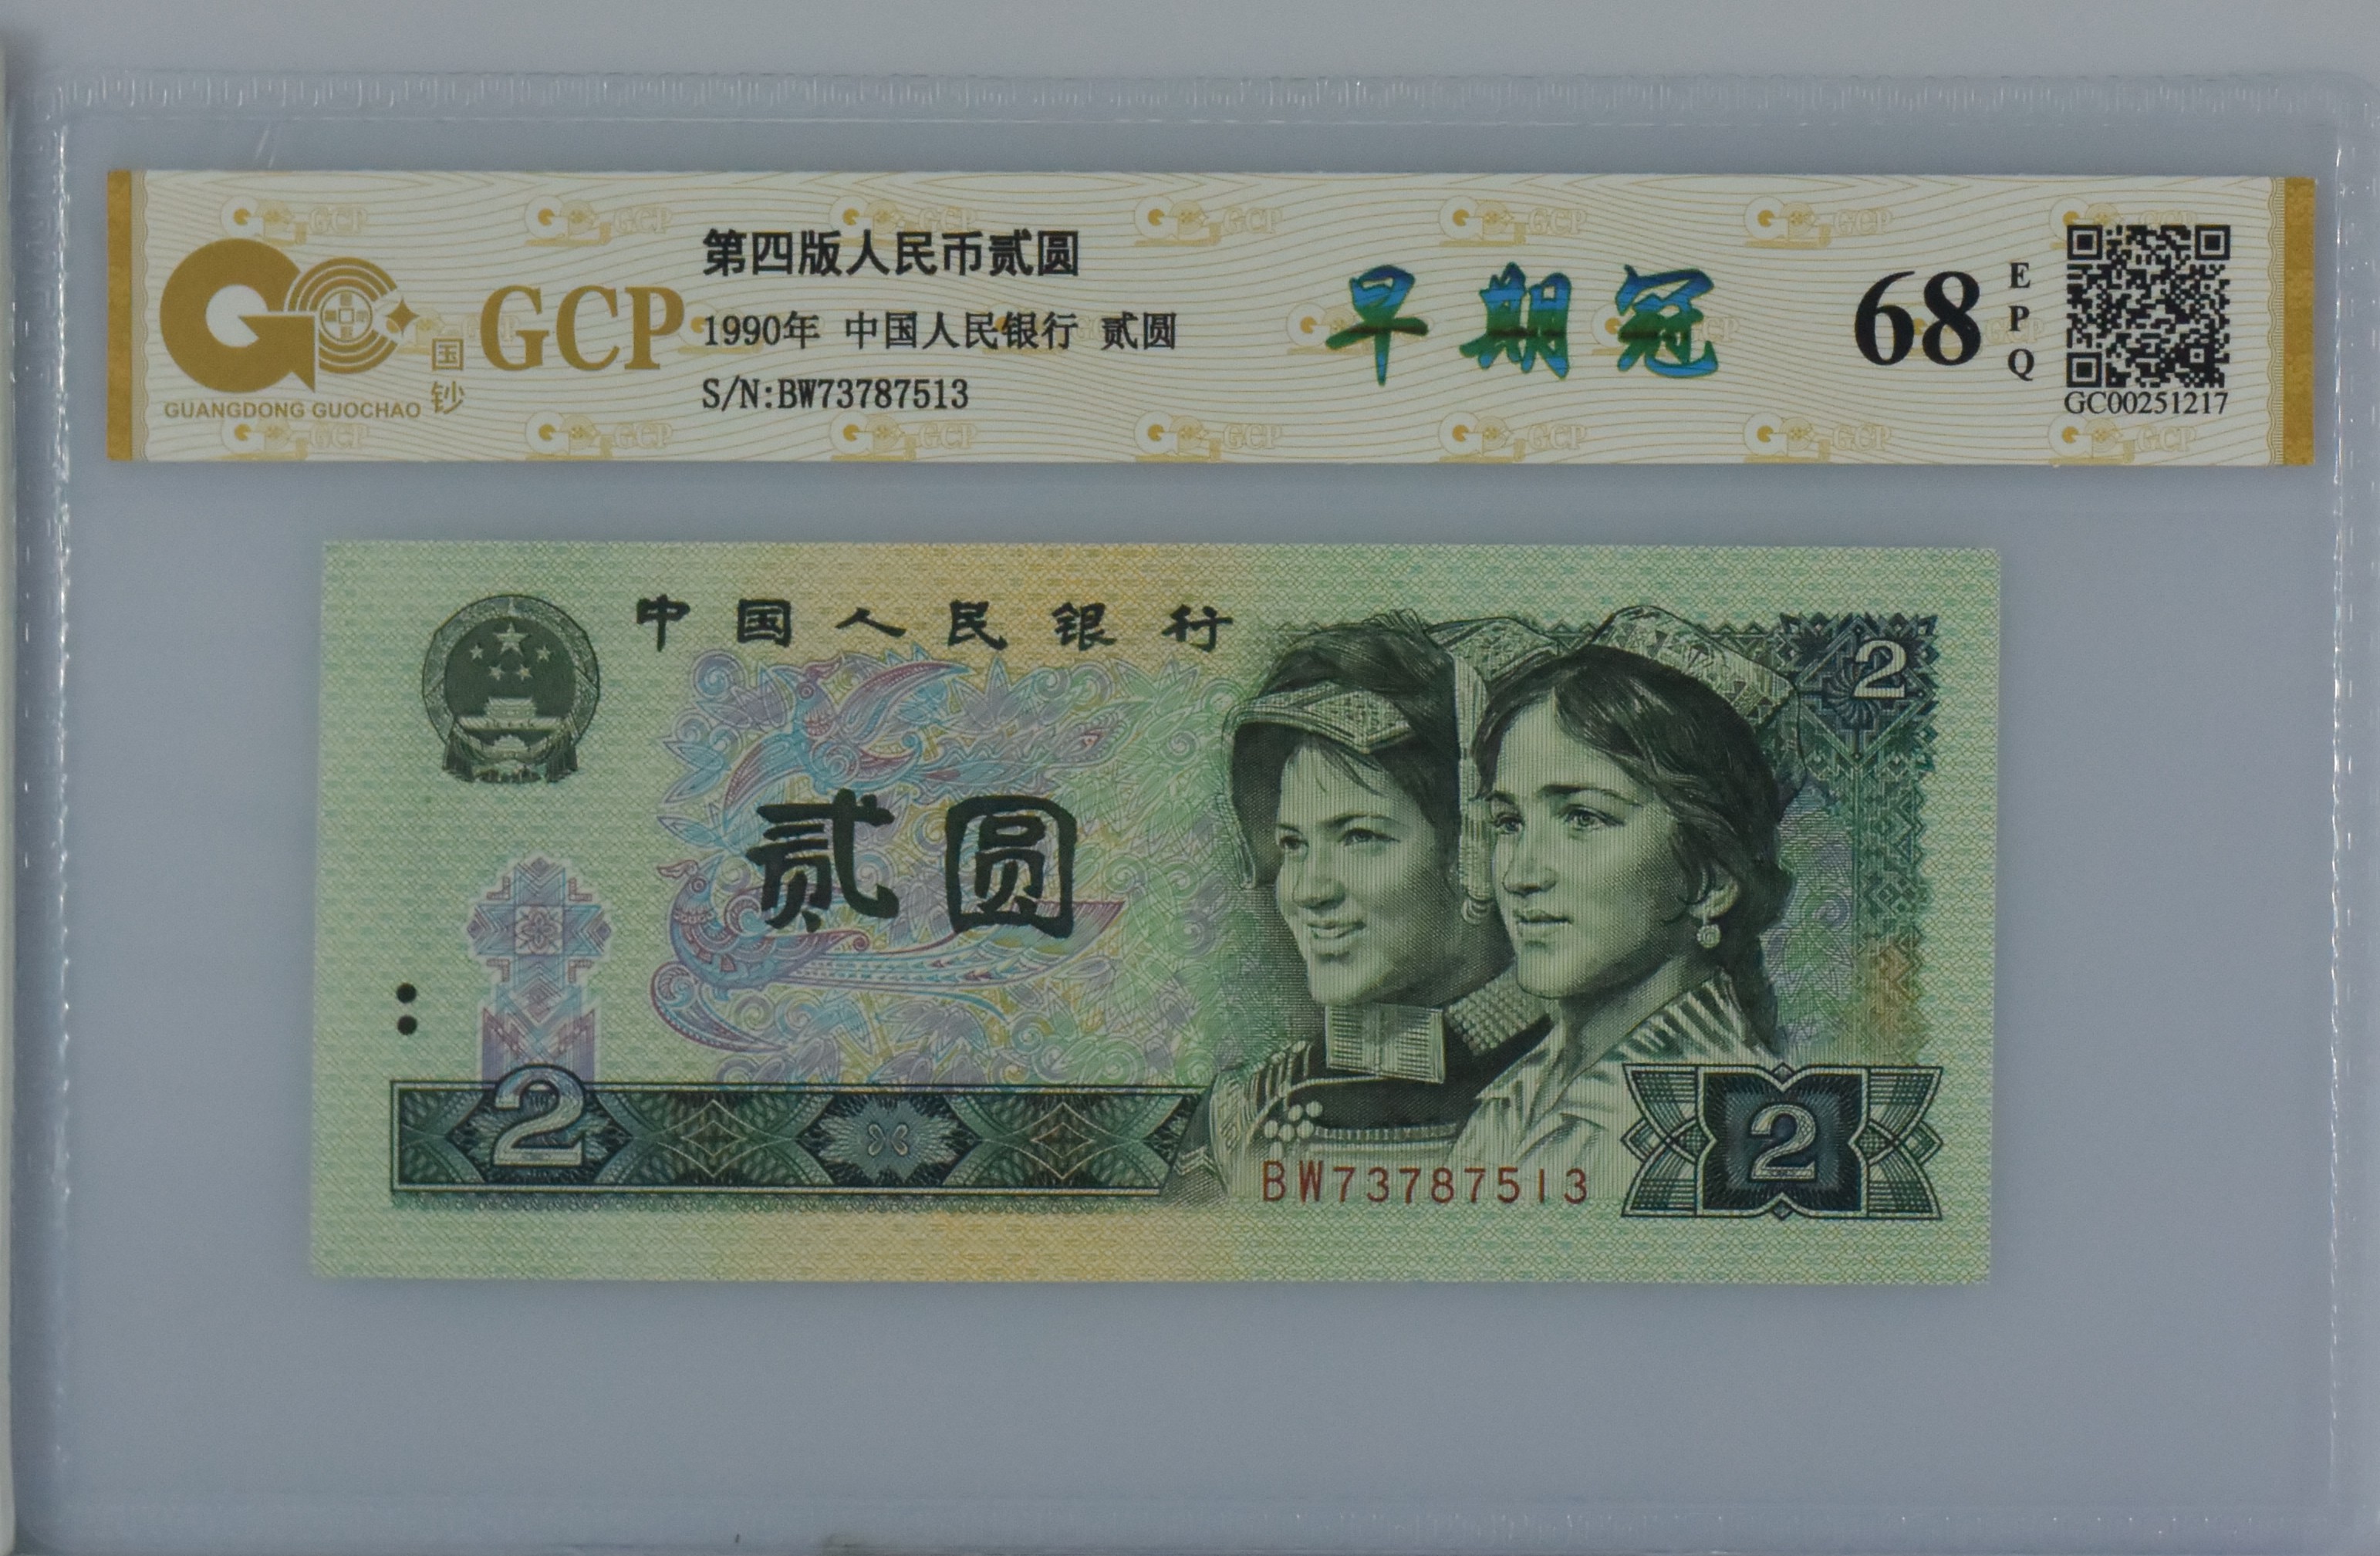 GCP
国钞
GUANGDONG GUOCHAO
第四版人民币贰圆
1990年 中国人民银行 贰圆
S/N:BW73787513
早期冠
68
EPQ
GC00251217
中国人民银行
2
贰圆
2
BW73787513
2